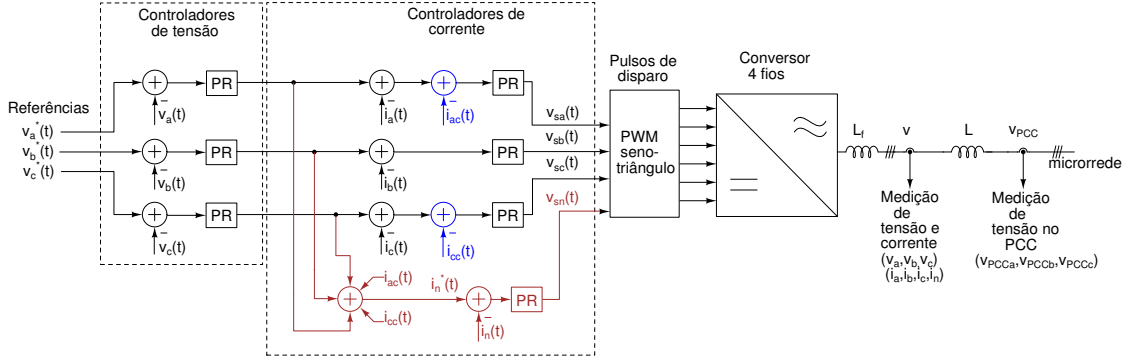 Controladores
de tensão
Controladores de
corrente
Pulsos de
disparo
Conversor
4 fios
Referências
v_a^*(t)
v_b^*(t)
v_c^*(t)
PR
PR
PR
v_a(t)
v_b(t)
v_c(t)
i_a(t)
i_ac(t)
PR
i_b(t)
PR
i_c(t)
i_cc(t)
PR
i_ac(t)
i_cc(t)
i_n^*(t)
i_n(t)
PR
v_sa(t)
v_sb(t)
v_sc(t)
v_sn(t)
PWM
seno-
triângulo
L_f
v
L
v_PCC
microrrede
Medição
de
tensão e
corrente
(v_a,v_b,v_c)
(i_a,i_b,i_c,i_n)
Medição
de
tensão no
PCC
(v_PCCa,v_PCCb,v_PCCc)